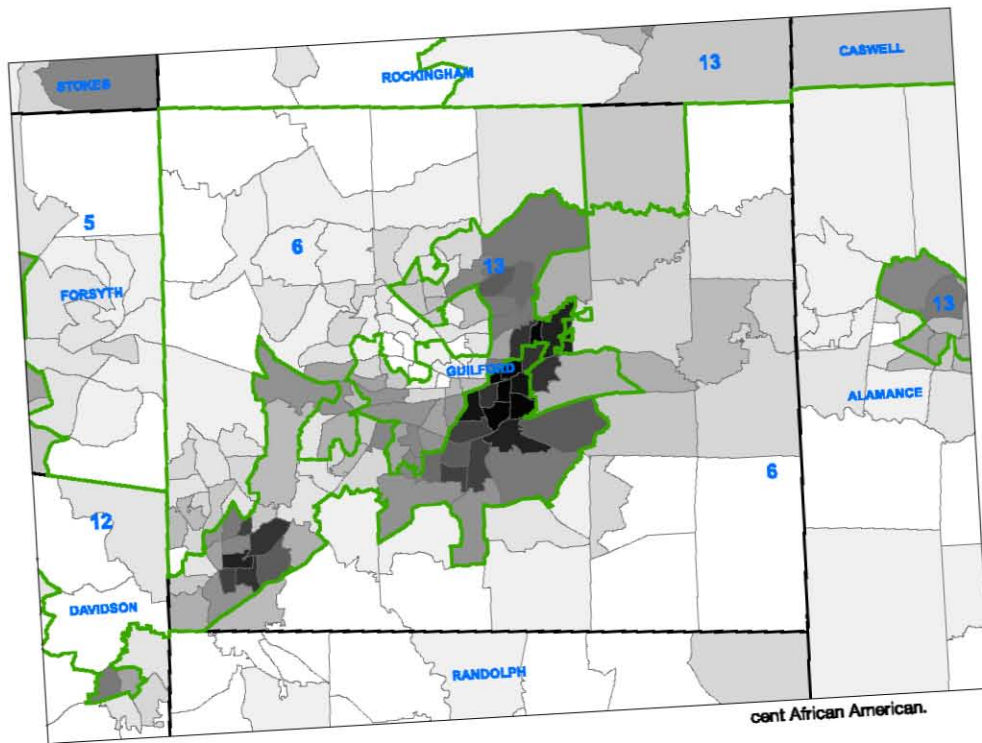 STOKES
ROCKINGHAM
13
CASWELL
5
6
13
FORSYTH
13
GUILFORD
ALAMANCE
6
12
DAVIDSON
RANDOLPH
cent African American.